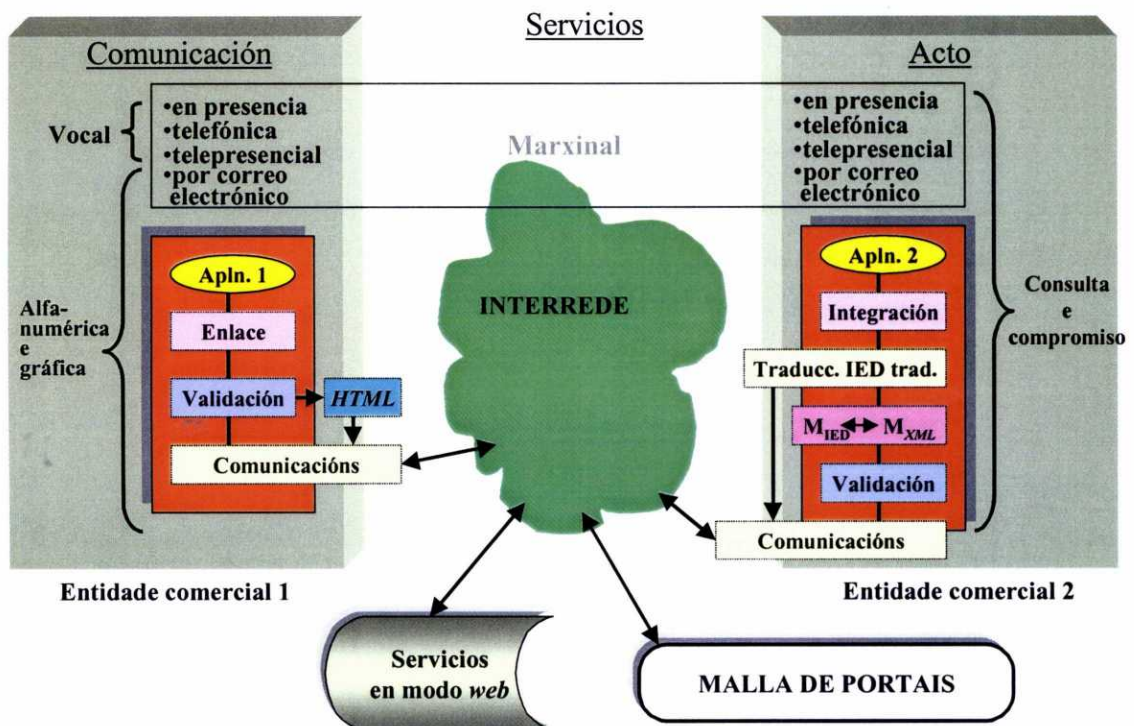 Servicios
Comunicación
Acto
Vocal
•en presencia
•telefónica
•telepresencial
•por correo
electrónico
Marxinal
•en presencia
•telefónica
•telepresencial
•por correo
electrónico
Alfa-
numérica
e
gráfica
Apln. 1
Enlace
Validación
HTML
Comunicacións
INTERREDE
Apln. 2
Integración
Traducc. IED trad.
MIED MXML
Validación
Comunicacións
Consulta
e
compromiso
Entidade comercial 1
Entidade comercial 2
Servicios
en modo web
MALLA DE PORTAIS